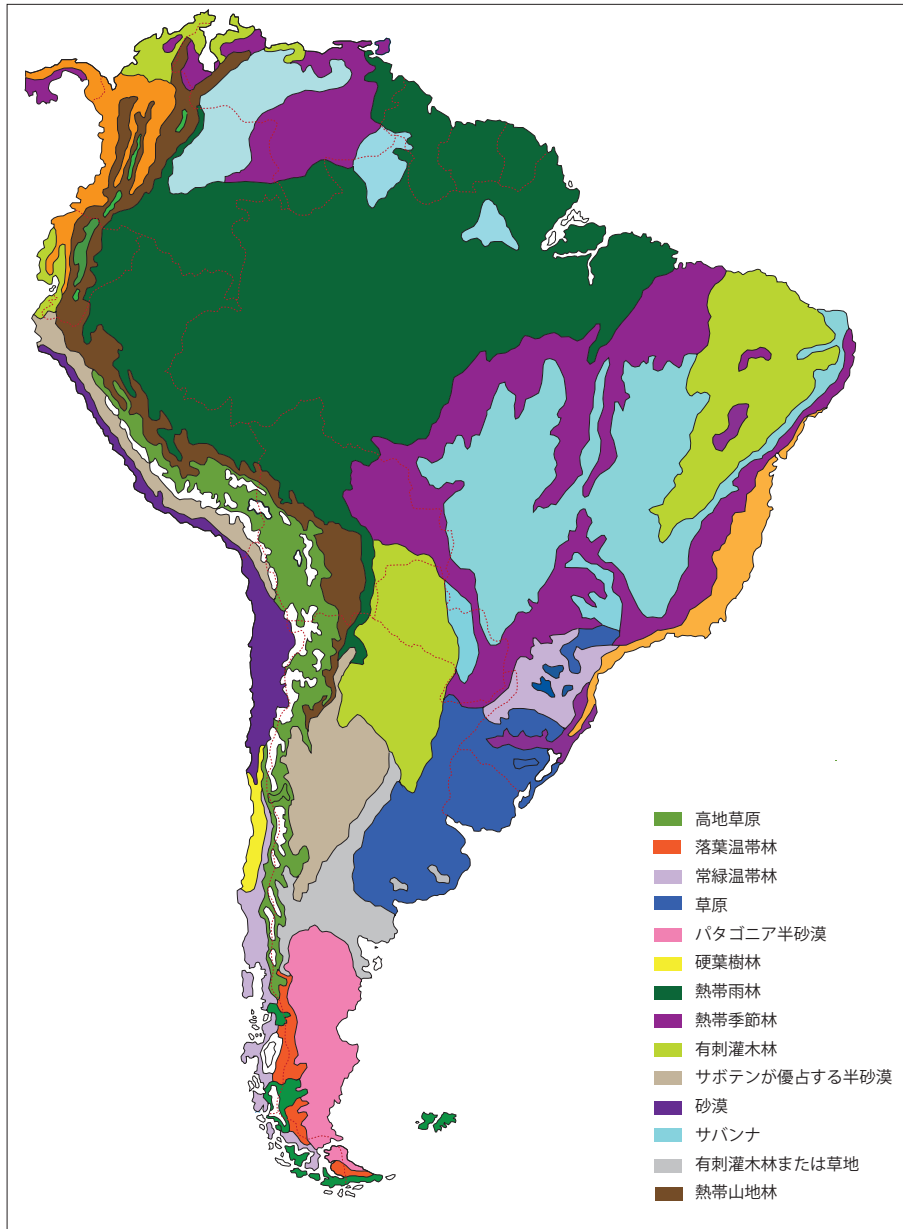 高地草原
落葉温帯林
常緑温帯林
草原
パタゴニア半砂漠
硬葉樹林
熱帯雨林
熱帯季節林
有刺灌木林
サボテンが優占する半砂漠
砂漠
サバンナ
有刺灌木林または草地
熱帯山地林